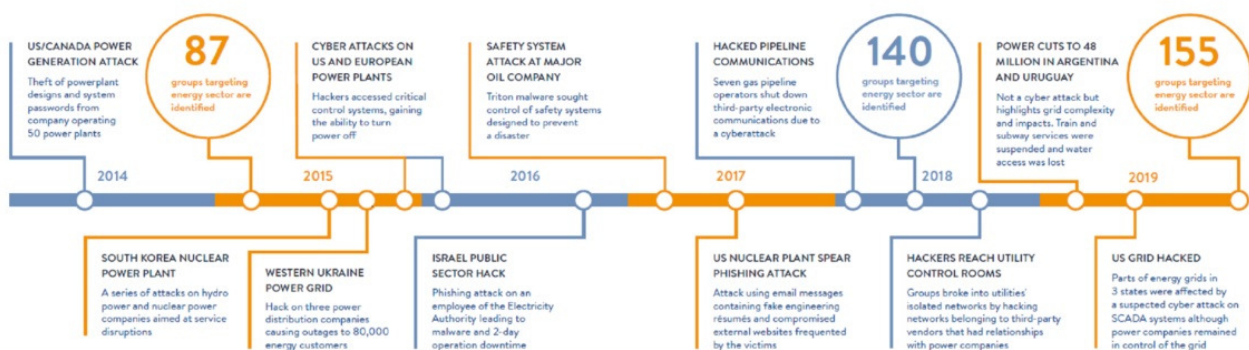 US/CANADA POWER
GENERATION ATTACK
Theft of powerplant
designs and system
passwords from
company operating
50 power plants
87
groups targeting
energy sector are
identified
CYBER ATTACKS ON
US AND EUROPEAN
POWER PLANTS
Hackers accessed critical
control systems, gaining
the ability to turn
power off
SAFETY SYSTEM
ATTACK AT MAJOR
OIL COMPANY
Triton malware sought
control of safety systems
designed to prevent
a disaster
HACKED PIPELINE
COMMUNICATIONS
Seven gas pipeline
operators shut down
third-party electronic
communications due to
a cyberattack
140
groups targeting
energy sector are
identified
POWER CUTS TO 48
MILLION IN ARGENTINA
AND URUGUAY
Not a cyber attack but
highlights grid complexity
and impacts. Train and
subway services were
suspended and water
access was lost
155
groups targeting
energy sector are
identified
2014
2015
2016
2017
2018
2019
SOUTH KOREA NUCLEAR
POWER PLANT
A series of attacks on hydro
power and nuclear power
companies aimed at service
disruptions
WESTERN UKRAINE
POWER GRID
Hack on three power
distribution companies
causing outages to 80,000
energy customers
ISRAEL PUBLIC
SECTOR HACK
Phishing attack on an
employee of the Electricity
Authority leading to
malware and 2-day
operation downtime
US NUCLEAR PLANT SPEAR
PHISHING ATTACK
Attack using email messages
containing fake engineering
résumés and compromised
external websites frequented
by the victims
HACKERS REACH UTILITY
CONTROL ROOMS
Groups broke into utilities'
isolated networks by hacking
networks belonging to third-party
vendors that had relationships
with power companies
US GRID HACKED
Parts of energy grids in
3 states were affected by
a suspected cyber attack on
SCADA systems although
power companies remained
in control of the grid